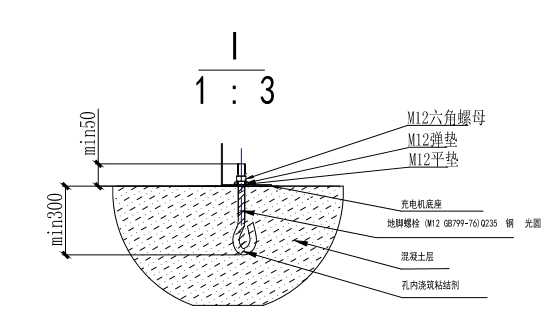 I
1 : 3
min50
M12六角螺母
M12弹垫
M12平垫
min300
充电机底座
地脚螺栓 (M12 GB799-76)Q235 钢 光圆
混凝土层
孔内浇筑粘结剂